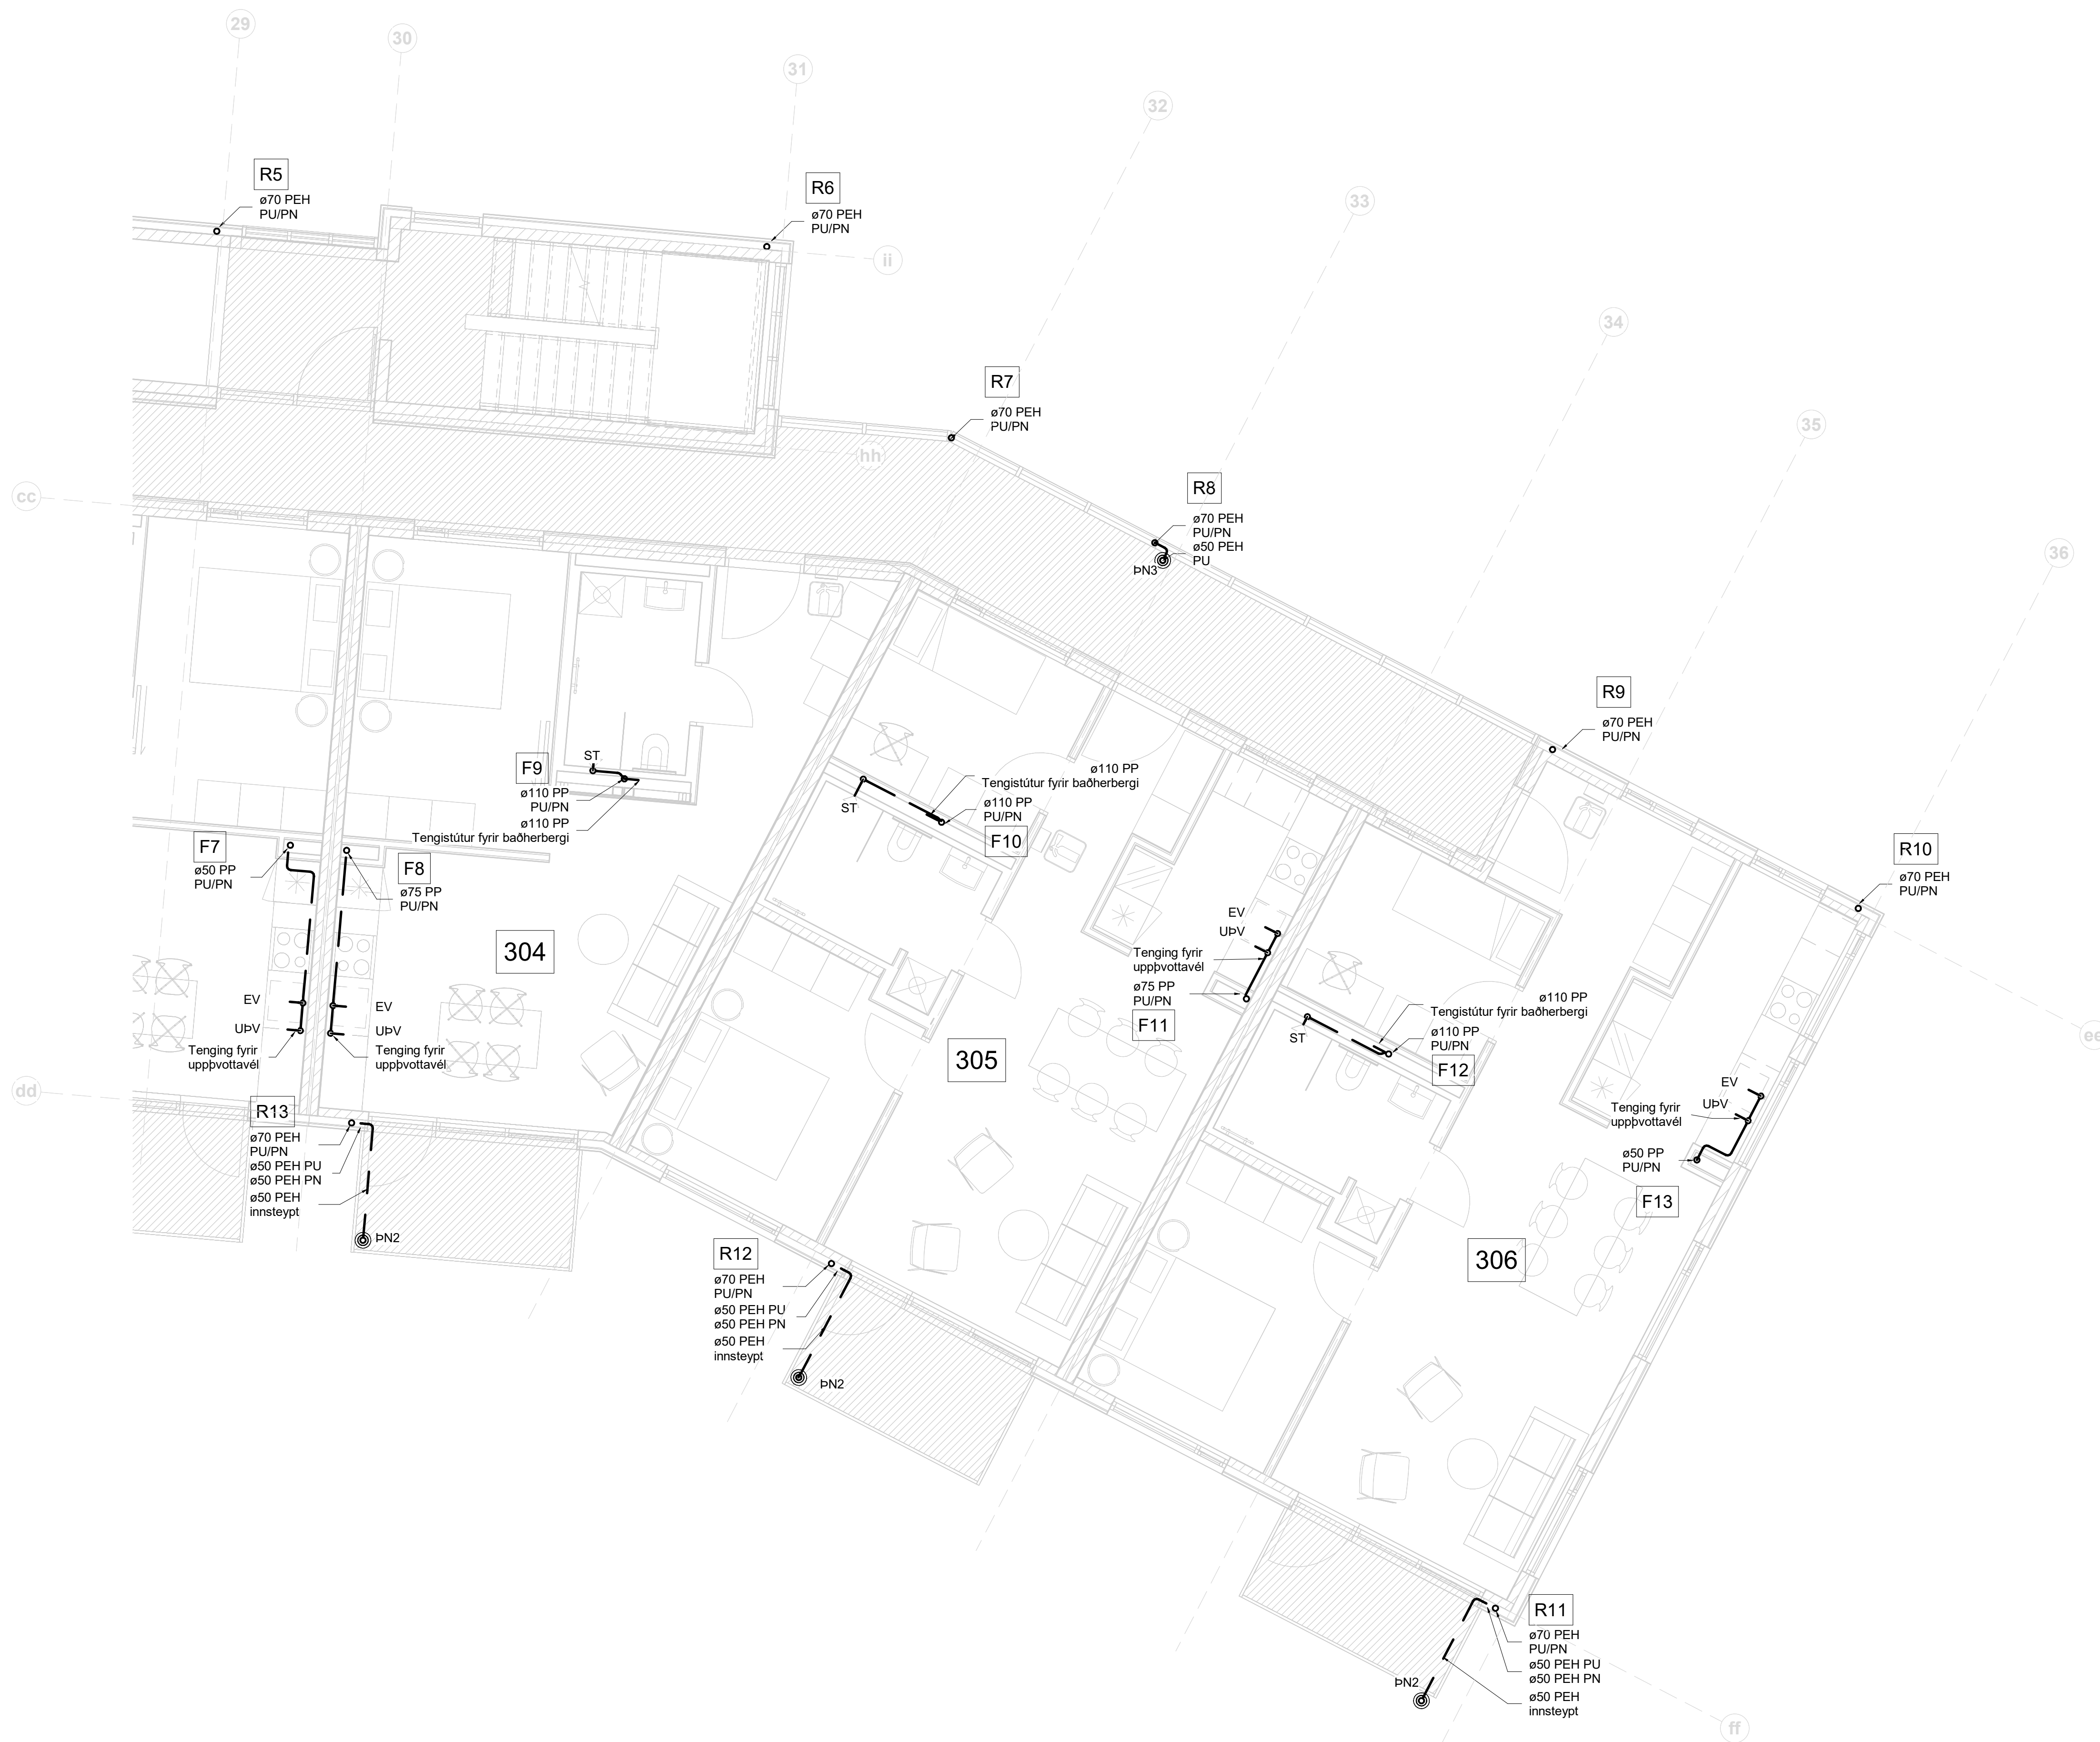 29
30
31
32
33
34
35
36
R5
ø70 PEH
PU/PN
R6
ø70 PEH
PU/PN
ii
R7
ø70 PEH
PU/PN
hh
cc
R8
ø70 PEH
PU/PN
ø50 PEH
PU
ÞN3
R9
ø70 PEH
PU/PN
R10
ø70 PEH
PU/PN
F9
ST
ø110 PP
PU/PN
ø110 PP
Tengistútur fyrir baðherbergi
ø110 PP
Tengistútur fyrir baðherbergi
ST
ø110 PP
PU/PN
F10
F7
ø50 PP
PU/PN
F8
ø75 PP
PU/PN
304
EV
UÞV
Tenging fyrir
uppþvottavél
EV
UÞV
Tenging fyrir
uppþvottavél
EV
UÞV
Tenging fyrir
uppþvottavél
ø75 PP
PU/PN
F11
305
ø110 PP
Tengistútur fyrir baðherbergi
ST
ø110 PP
PU/PN
F12
EV
UÞV
Tenging fyrir
uppþvottavél
ø50 PP
PU/PN
F13
306
ee
dd
R13
ø70 PEH
PU/PN
ø50 PEH PU
ø50 PEH PN
ø50 PEH
innsteypt
ÞN2
R12
ø70 PEH
PU/PN
ø50 PEH PU
ø50 PEH PN
ø50 PEH
innsteypt
ÞN2
R11
ø70 PEH
PU/PN
ø50 PEH PU
ø50 PEH PN
ø50 PEH
innsteypt
ÞN2
ff